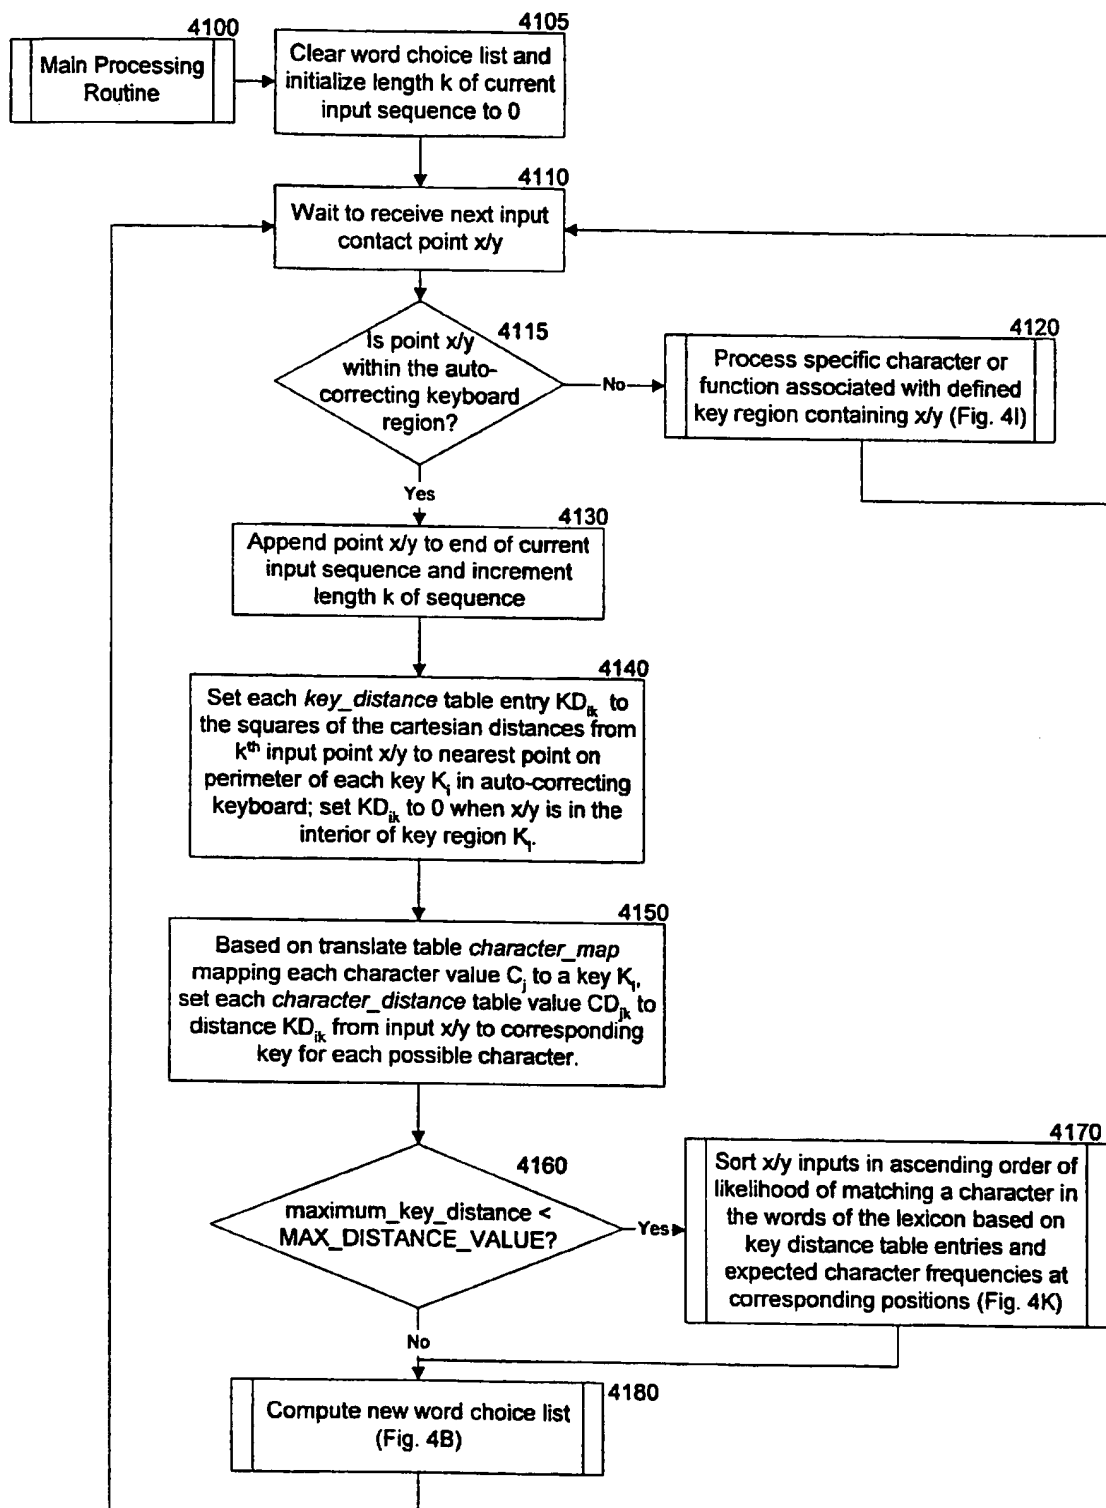 4100
Main Processing
Routine
4105
Clear word choice list and
initialize length k of current
input sequence to 0
4110
Wait to receive next input
contact point x/y
4115
Is point x/y
within the auto-
correcting keyboard
region?
No
4120
Process specific character or
function associated with defined
key region containing x/y (Fig. 4I)
Yes
4130
Append point x/y to end of current
input sequence and increment
length k of sequence
4140
Set each key_distance table entry KD_ik to
the squares of the cartesian distances from
k^th input point x/y to nearest point on
perimeter of each key K_i in auto-correcting
keyboard; set KD_ik to 0 when x/y is in the
interior of key region K_i.
4150
Based on translate table character_map
mapping each character value C_j to a key K_i,
set each character_distance table value CD_jk to
distance KD_ik from input x/y to corresponding
key for each possible character.
4160
maximum_key_distance <
MAX_DISTANCE_VALUE?
Yes
4170
Sort x/y inputs in ascending order of
likelihood of matching a character in
the words of the lexicon based on
key distance table entries and
expected character frequencies at
corresponding positions (Fig. 4K)
No
4180
Compute new word choice list
(Fig. 4B)